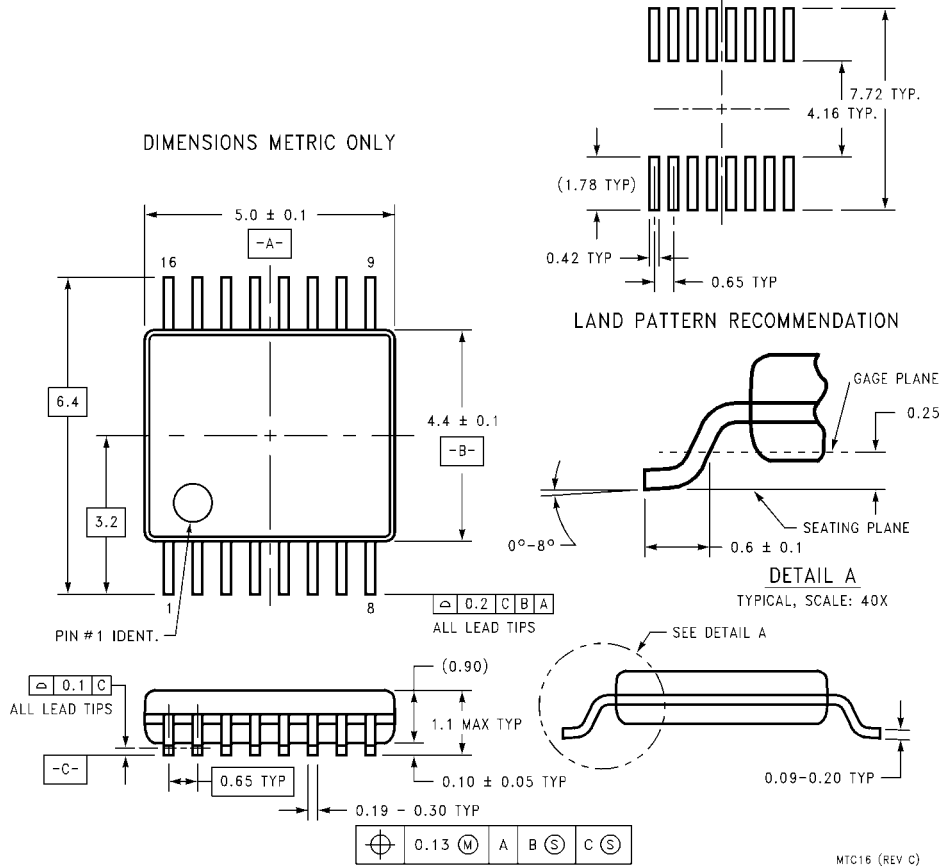 7.72 TYP.
4.16 TYP.
DIMENSIONS METRIC ONLY
(1.78 TYP)
5.0 ± 0.1
-A-
0.42 TYP
0.65 TYP
16
9
LAND PATTERN RECOMMENDATION
GAGE PLANE
0.25
6.4
4.4 ± 0.1
-B-
3.2
SEATING PLANE
0°-8°
0.6 ± 0.1
DETAIL A
TYPICAL, SCALE: 40X
1
8
⌓ 0.2 C B A
ALL LEAD TIPS
PIN #1 IDENT.
SEE DETAIL A
(0.90)
⌓ 0.1 C
ALL LEAD TIPS
1.1 MAX TYP
-C-
0.65 TYP
0.10 ± 0.05 TYP
0.09-0.20 TYP
0.19 - 0.30 TYP
⌖ 0.13 Ⓜ A B Ⓢ C Ⓢ
MTC16 (REV C)